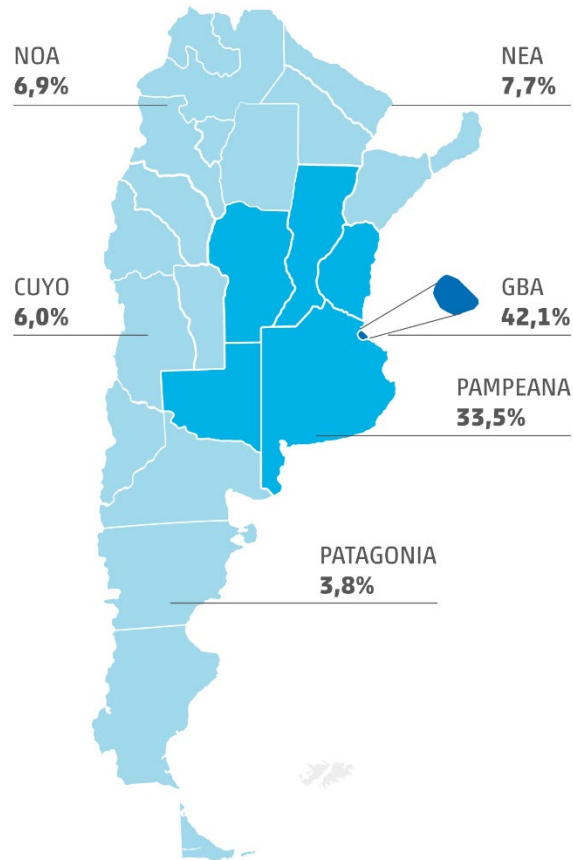 NOA
6,9%
NEA
7,7%
CUYO
6,0%
GBA
42,1%
PAMPEANA
33,5%
PATAGONIA
3,8%